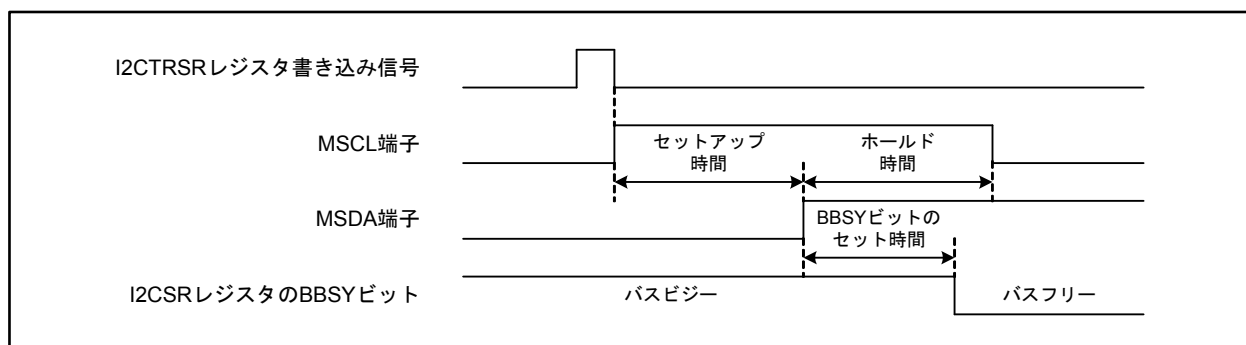 I2CTRSRレジスタ書き込み信号
MSCL端子
セットアップ
時間
ホールド
時間
MSDA端子
BBSYビットの
セット時間
I2CSRレジスタのBBSYビット
バスビジー
バスフリー